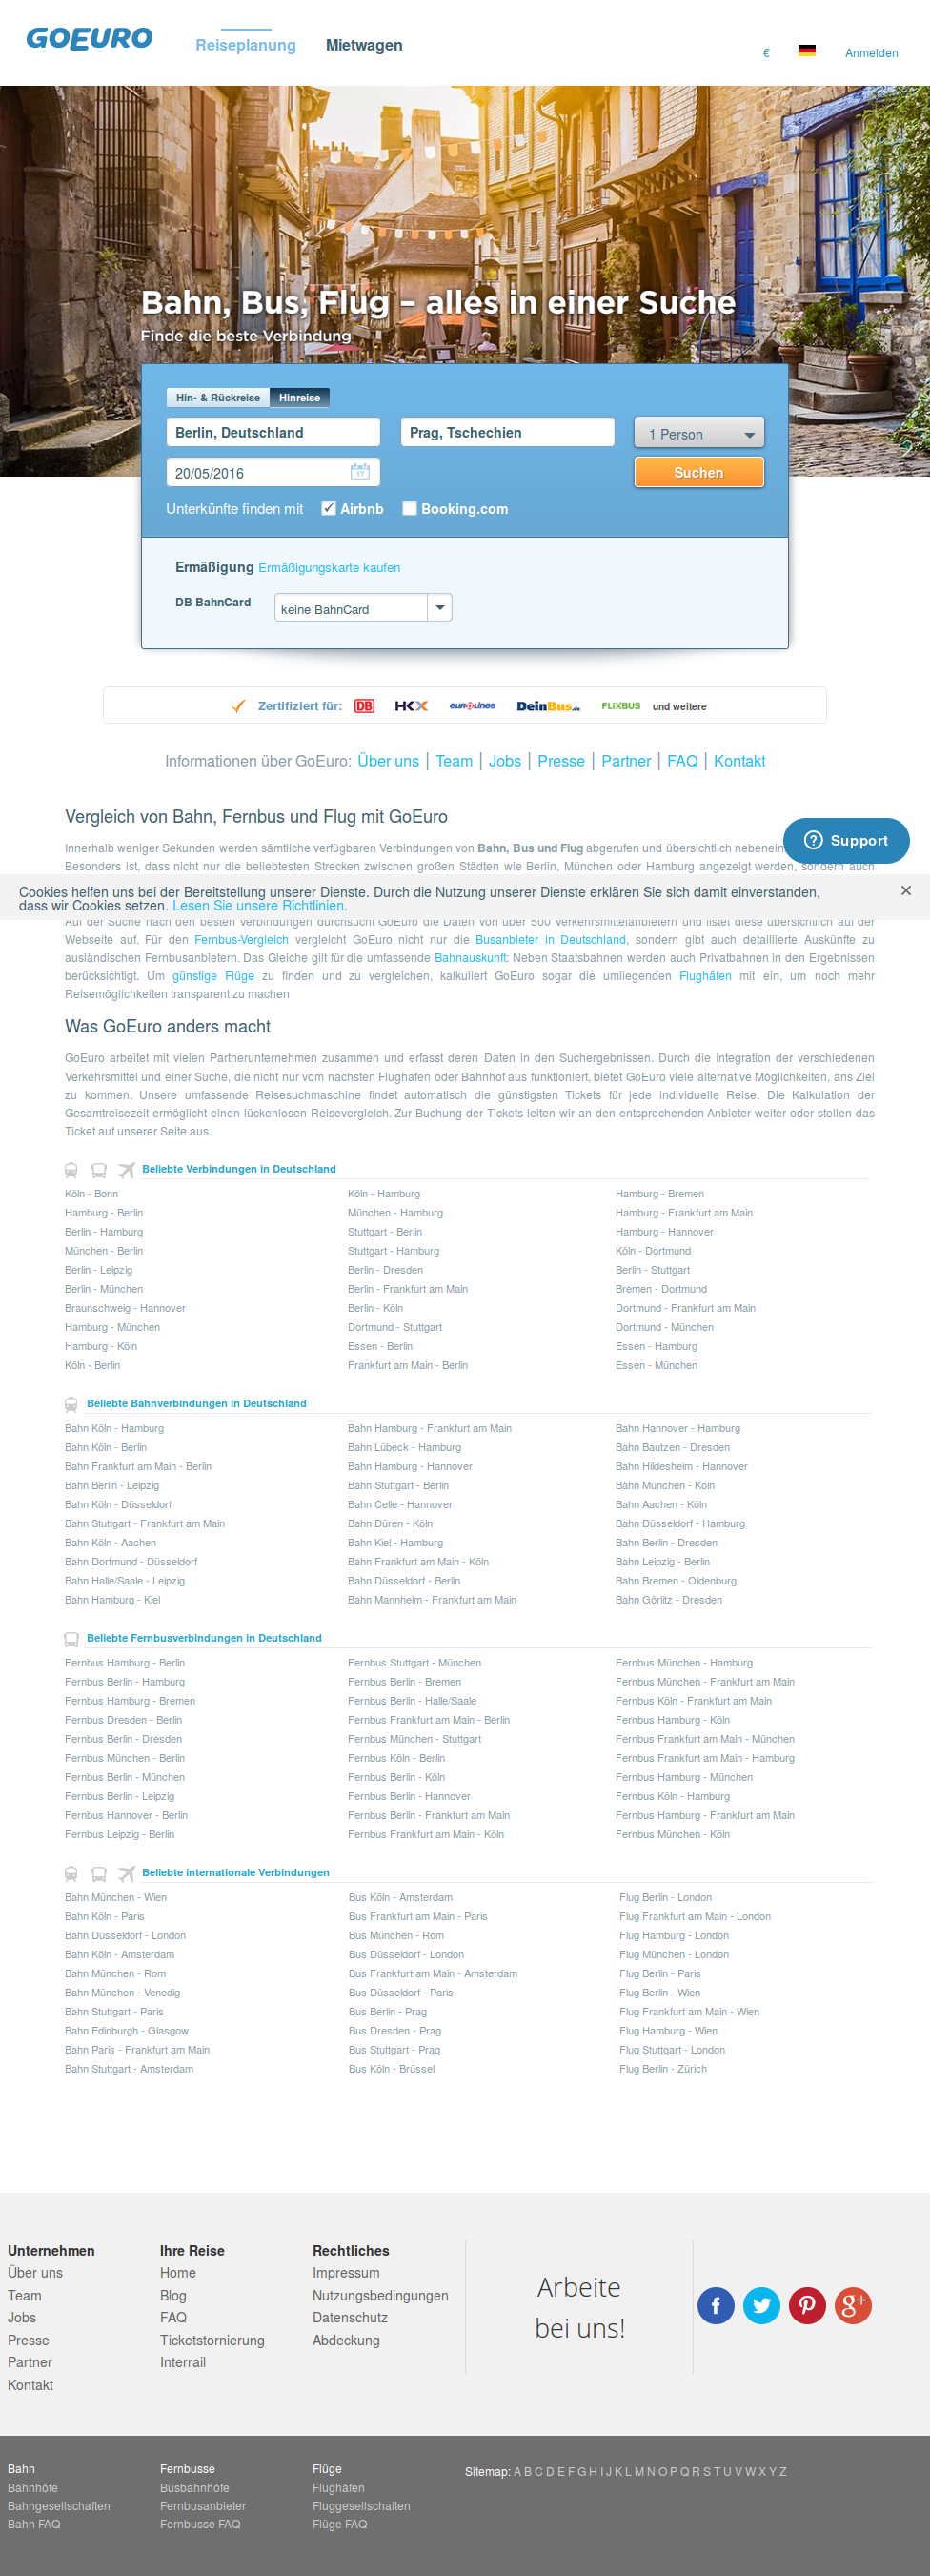 GOEURO
Reiseplanung
Mietwagen
€
Anmelden
Bahn, Bus, Flug – alles in einer Suche
Finde die beste Verbindung
Hin- & Rückreise
Hinreise
Berlin, Deutschland
Prag, Tschechien
1 Person
20/05/2016
17
Suchen
Unterkünfte finden mit
Airbnb
Booking.com
Ermäßigung Ermäßigungskarte kaufen
DB BahnCard
keine BahnCard
Zertifiziert für: DB HKX eurolines DeinBus.de FLiXBUS und weitere
Informationen über GoEuro: Über uns | Team | Jobs | Presse | Partner | FAQ | Kontakt
Vergleich von Bahn, Fernbus und Flug mit GoEuro
Innerhalb weniger Sekunden werden sämtliche verfügbaren Verbindungen von Bahn, Bus und Flug abgerufen und übersichtlich
Besonders ist, dass nicht nur die beliebtesten Strecken zwischen großen Städten wie Berlin, München oder Hamburg angezeigt werden, sondern auch
Support
Cookies helfen uns bei der Bereitstellung unserer Dienste. Durch die Nutzung unserer Dienste erklären Sie sich damit einverstanden,
dass wir Cookies setzen. Lesen Sie unsere Richtlinien.
×
Auf der Suche nach den besten Verbindungen durchsucht GoEuro die Daten von über 500 Verkehrsmittelanbietern und listet diese übersichtlich auf der
Webseite auf. Für den Fernbus-Vergleich vergleicht GoEuro nicht nur die Busanbieter in Deutschland, sondern gibt auch detaillierte Auskünfte zu
ausländischen Fernbusanbietern. Das Gleiche gilt für die umfassende Bahnauskunft: Neben Staatsbahnen werden auch Privatbahnen in den Ergebnissen
berücksichtigt. Um günstige Flüge zu finden und zu vergleichen, kalkuliert GoEuro sogar die umliegenden Flughäfen mit ein, um noch mehr
Reisemöglichkeiten transparent zu machen
Was GoEuro anders macht
GoEuro arbeitet mit vielen Partnerunternehmen zusammen und erfasst deren Daten in den Suchergebnissen. Durch die Integration der verschiedenen
Verkehrsmittel und einer Suche, die nicht nur vom nächsten Flughafen oder Bahnhof aus funktioniert, bietet GoEuro viele alternative Möglichkeiten, ans Ziel
zu kommen. Unsere umfassende Reisesuchmaschine findet automatisch die günstigsten Tickets für jede individuelle Reise. Die Kalkulation der
Gesamtreisezeit ermöglicht einen lückenlosen Reisevergleich. Zur Buchung der Tickets leiten wir an den entsprechenden Anbieter weiter oder stellen das
Ticket auf unserer Seite aus.
Beliebte Verbindungen in Deutschland
Köln - Bonn
Köln - Hamburg
Hamburg - Bremen
Hamburg - Berlin
München - Hamburg
Hamburg - Frankfurt am Main
Berlin - Hamburg
Stuttgart - Berlin
Hamburg - Hannover
München - Berlin
Stuttgart - Hamburg
Köln - Dortmund
Berlin - Leipzig
Berlin - Dresden
Berlin - Stuttgart
Berlin - München
Berlin - Frankfurt am Main
Bremen - Dortmund
Braunschweig - Hannover
Berlin - Köln
Dortmund - Frankfurt am Main
Hamburg - München
Dortmund - Stuttgart
Dortmund - München
Hamburg - Köln
Essen - Berlin
Essen - Hamburg
Köln - Berlin
Frankfurt am Main - Berlin
Essen - München
Beliebte Bahnverbindungen in Deutschland
Bahn Köln - Hamburg
Bahn Hamburg - Frankfurt am Main
Bahn Hannover - Hamburg
Bahn Köln - Berlin
Bahn Lübeck - Hamburg
Bahn Bautzen - Dresden
Bahn Frankfurt am Main - Berlin
Bahn Hamburg - Hannover
Bahn Hildesheim - Hannover
Bahn Berlin - Leipzig
Bahn Stuttgart - Berlin
Bahn München - Köln
Bahn Köln - Düsseldorf
Bahn Celle - Hannover
Bahn Aachen - Köln
Bahn Stuttgart - Frankfurt am Main
Bahn Düren - Köln
Bahn Düsseldorf - Hamburg
Bahn Köln - Aachen
Bahn Kiel - Hamburg
Bahn Berlin - Dresden
Bahn Dortmund - Düsseldorf
Bahn Frankfurt am Main - Köln
Bahn Leipzig - Berlin
Bahn Halle/Saale - Leipzig
Bahn Düsseldorf - Berlin
Bahn Bremen - Oldenburg
Bahn Hamburg - Kiel
Bahn Mannheim - Frankfurt am Main
Bahn Görlitz - Dresden
Beliebte Fernbusverbindungen in Deutschland
Fernbus Hamburg - Berlin
Fernbus Stuttgart - München
Fernbus München - Hamburg
Fernbus Berlin - Hamburg
Fernbus Berlin - Bremen
Fernbus München - Frankfurt am Main
Fernbus Hamburg - Bremen
Fernbus Berlin - Halle/Saale
Fernbus Köln - Frankfurt am Main
Fernbus Dresden - Berlin
Fernbus Frankfurt am Main - Berlin
Fernbus Hamburg - Köln
Fernbus Berlin - Dresden
Fernbus München - Stuttgart
Fernbus Frankfurt am Main - München
Fernbus München - Berlin
Fernbus Köln - Berlin
Fernbus Frankfurt am Main - Hamburg
Fernbus Berlin - München
Fernbus Berlin - Köln
Fernbus Hamburg - München
Fernbus Berlin - Leipzig
Fernbus Berlin - Hannover
Fernbus Köln - Hamburg
Fernbus Hannover - Berlin
Fernbus Berlin - Frankfurt am Main
Fernbus Hamburg - Frankfurt am Main
Fernbus Leipzig - Berlin
Fernbus Frankfurt am Main - Köln
Fernbus München - Köln
Beliebte internationale Verbindungen
Bahn München - Wien
Bus Köln - Amsterdam
Flug Berlin - London
Bahn Köln - Paris
Bus Frankfurt am Main - Paris
Flug Frankfurt am Main - London
Bahn Düsseldorf - London
Bus München - Rom
Flug Hamburg - London
Bahn Köln - Amsterdam
Bus Düsseldorf - London
Flug München - London
Bahn München - Rom
Bus Frankfurt am Main - Amsterdam
Flug Berlin - Paris
Bahn München - Venedig
Bus Düsseldorf - Paris
Flug Berlin - Wien
Bahn Stuttgart - Paris
Bus Berlin - Prag
Flug Frankfurt am Main - Wien
Bahn Edinburgh - Glasgow
Bus Dresden - Prag
Flug Hamburg - Wien
Bahn Paris - Frankfurt am Main
Bus Stuttgart - Prag
Flug Stuttgart - London
Bahn Stuttgart - Amsterdam
Bus Köln - Brüssel
Flug Berlin - Zürich
Unternehmen
Über uns
Team
Jobs
Presse
Partner
Kontakt
Ihre Reise
Home
Blog
FAQ
Ticketstornierung
Interrail
Rechtliches
Impressum
Nutzungsbedingungen
Datenschutz
Abdeckung
Arbeite
bei uns!
Bahn
Bahnhöfe
Bahngesellschaften
Bahn FAQ
Fernbusse
Busbahnhöfe
Fernbusanbieter
Fernbusse FAQ
Flüge
Flughäfen
Fluggesellschaften
Flüge FAQ
Sitemap: A B C D E F G H I J K L M N O P Q R S T U V W X Y Z